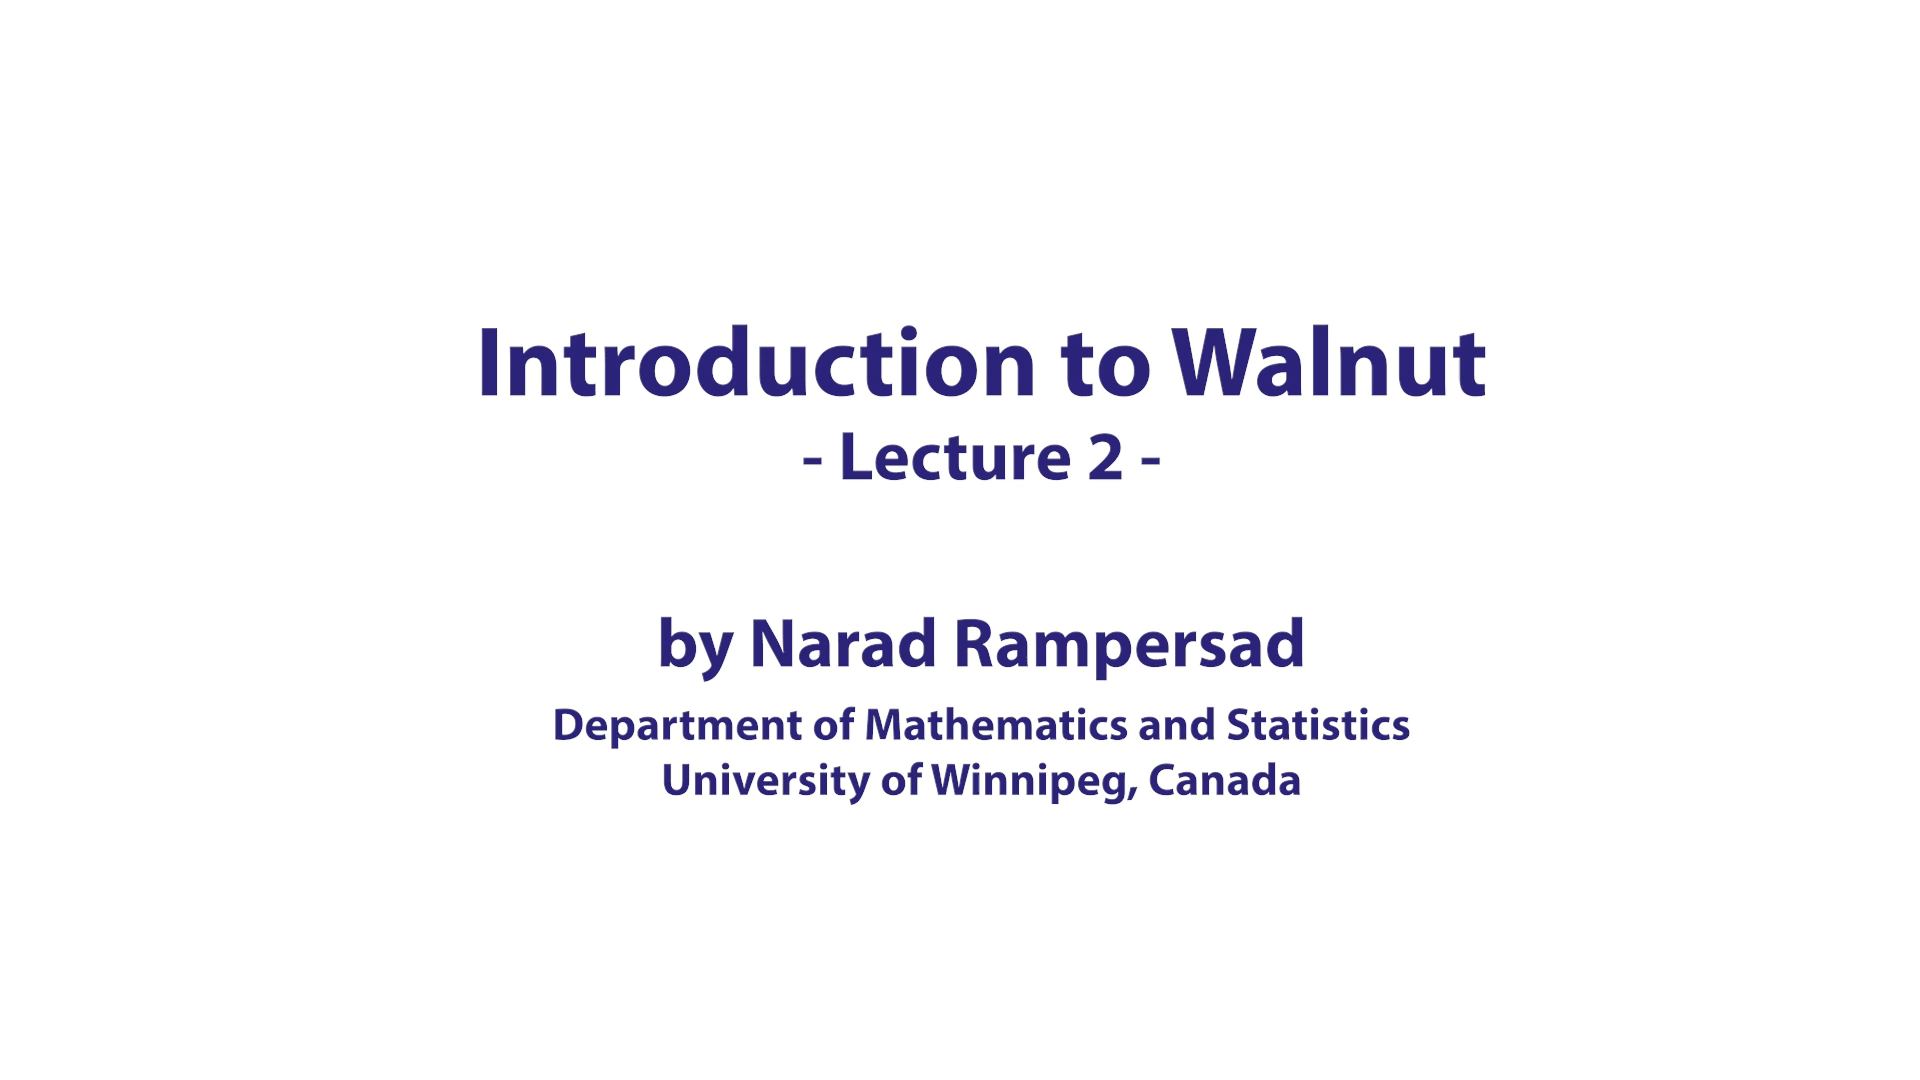 Introduction to Walnut
- Lecture 2 -
by Narad Rampersad
Department of Mathematics and Statistics
University of Winnipeg, Canada